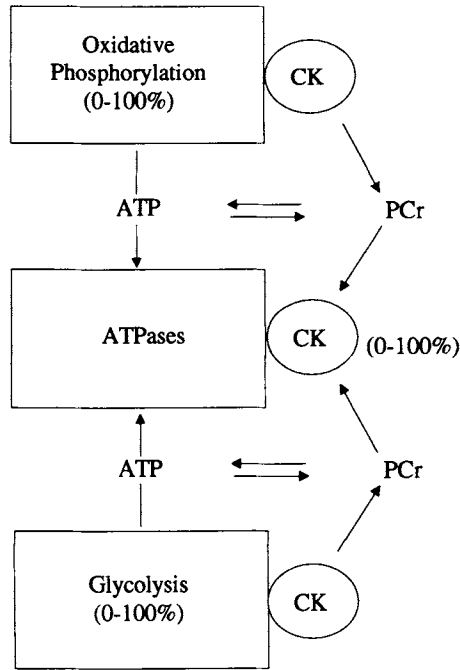 Oxidative
Phosphorylation
(0-100%)
CK
ATP
PCr
ATPases
CK
(0-100%)
ATP
PCr
Glycolysis
(0-100%)
CK